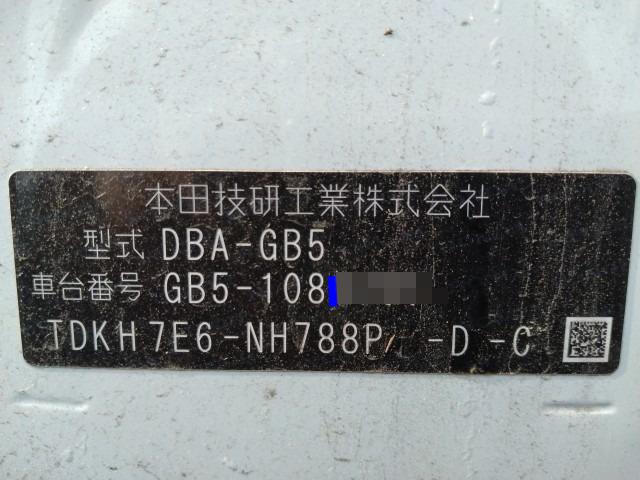 本田技研工業株式会社
型式 DBA-GB5
車台番号 GB5-108
TDKH7E6-NH788P -D-C